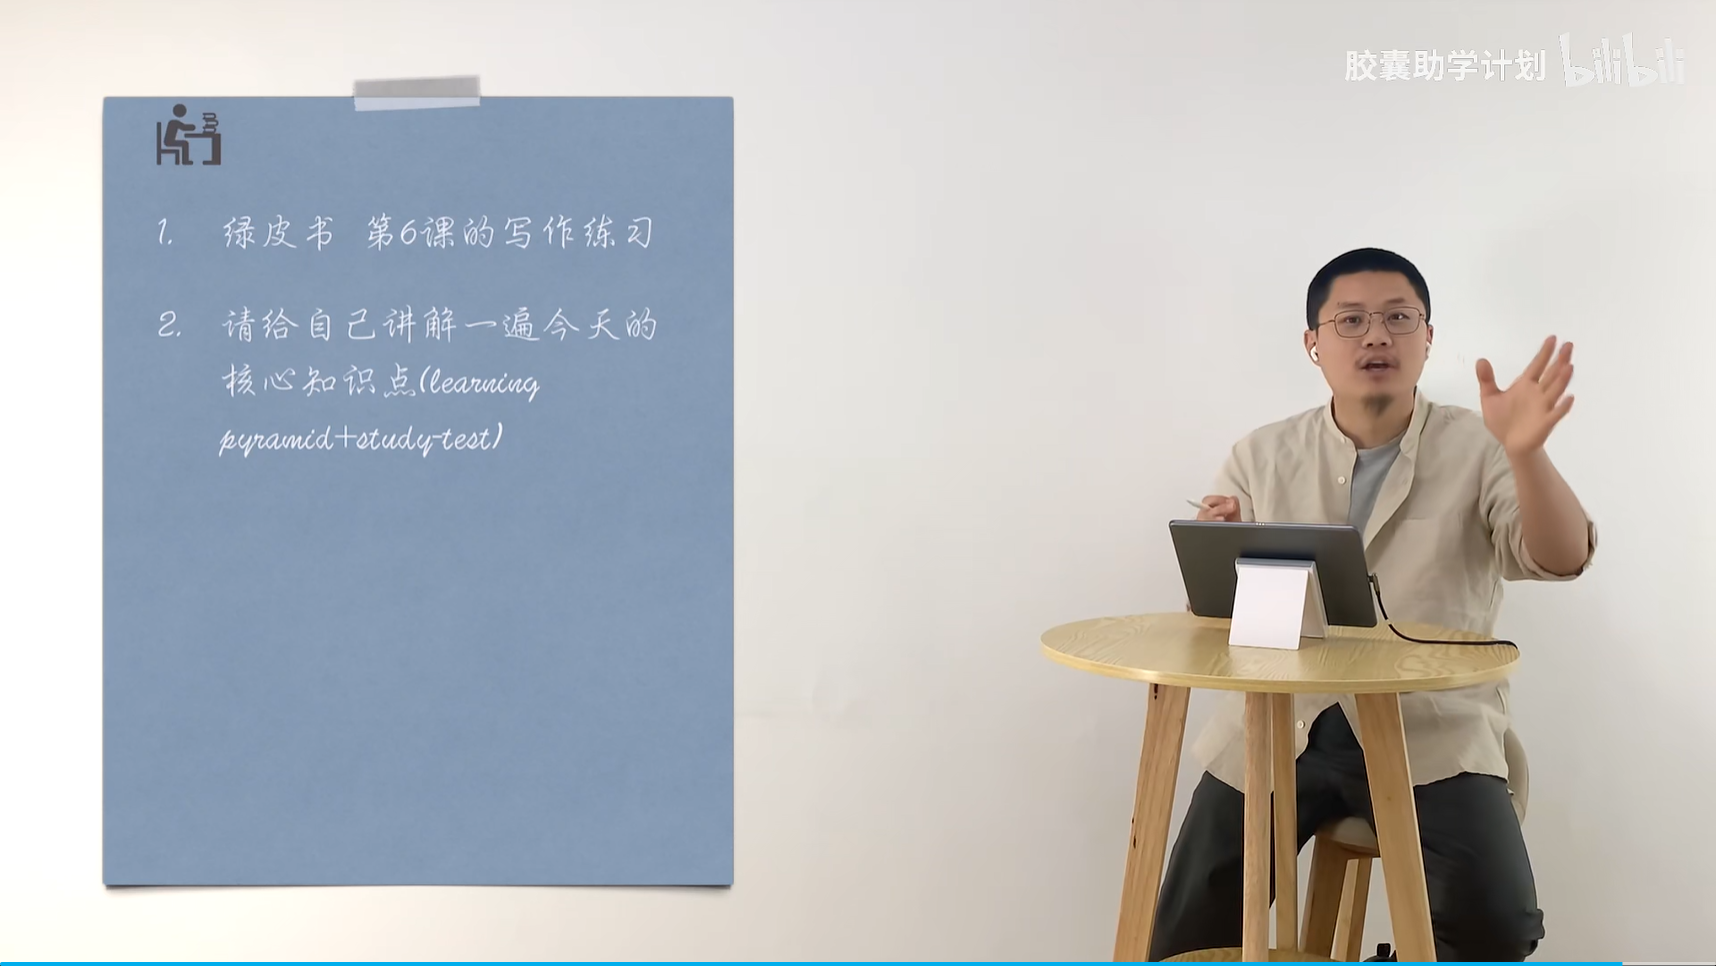 胶囊助学计划 bilibili
1. 绿皮书 第6课的写作练习
2. 请给自己讲解一遍今天的
核心知识点(learning
pyramid+study-test)